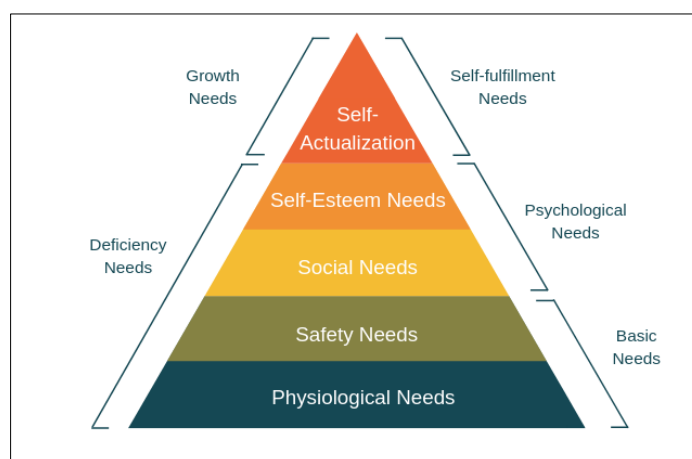 Growth
Needs
Self-fulfillment
Needs
Self-
Actualization
Self-Esteem Needs
Psychological
Needs
Deficiency
Needs
Social Needs
Safety Needs
Basic
Needs
Physiological Needs